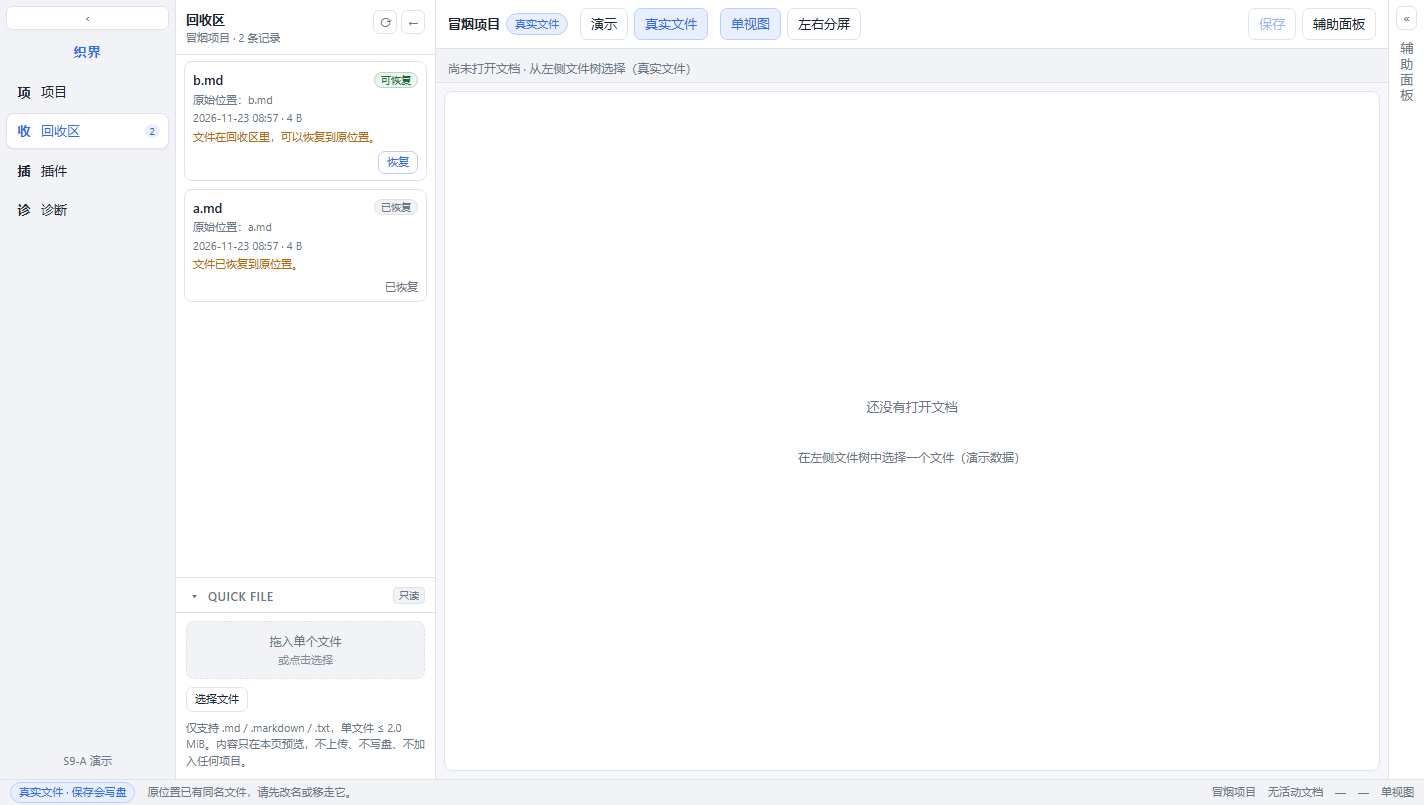 ‹
织界
项 项目
收 回收区 2
插 插件
诊 诊断
S9-A 演示
回收区
冒烟项目 · 2 条记录
⟳ ←
b.md 可恢复
原始位置：b.md
2026-11-23 08:57 · 4 B
文件在回收区里，可以恢复到原位置。
恢复
a.md 已恢复
原始位置：a.md
2026-11-23 08:57 · 4 B
文件已恢复到原位置。
已恢复
▾ QUICK FILE 只读
拖入单个文件
或点击选择
选择文件
仅支持 .md / .markdown / .txt，单文件 ≤ 2.0
MiB。内容只在本页预览，不上传、不写盘、不加
入任何项目。
冒烟项目 真实文件 演示 真实文件 单视图 左右分屏 保存 辅助面板
尚未打开文档 · 从左侧文件树选择（真实文件）
还没有打开文档
在左侧文件树中选择一个文件（演示数据）
«
辅
助
面
板
真实文件 · 保存会写盘 原位置已有同名文件，请先改名或移走它。 冒烟项目 无活动文档 — — 单视图